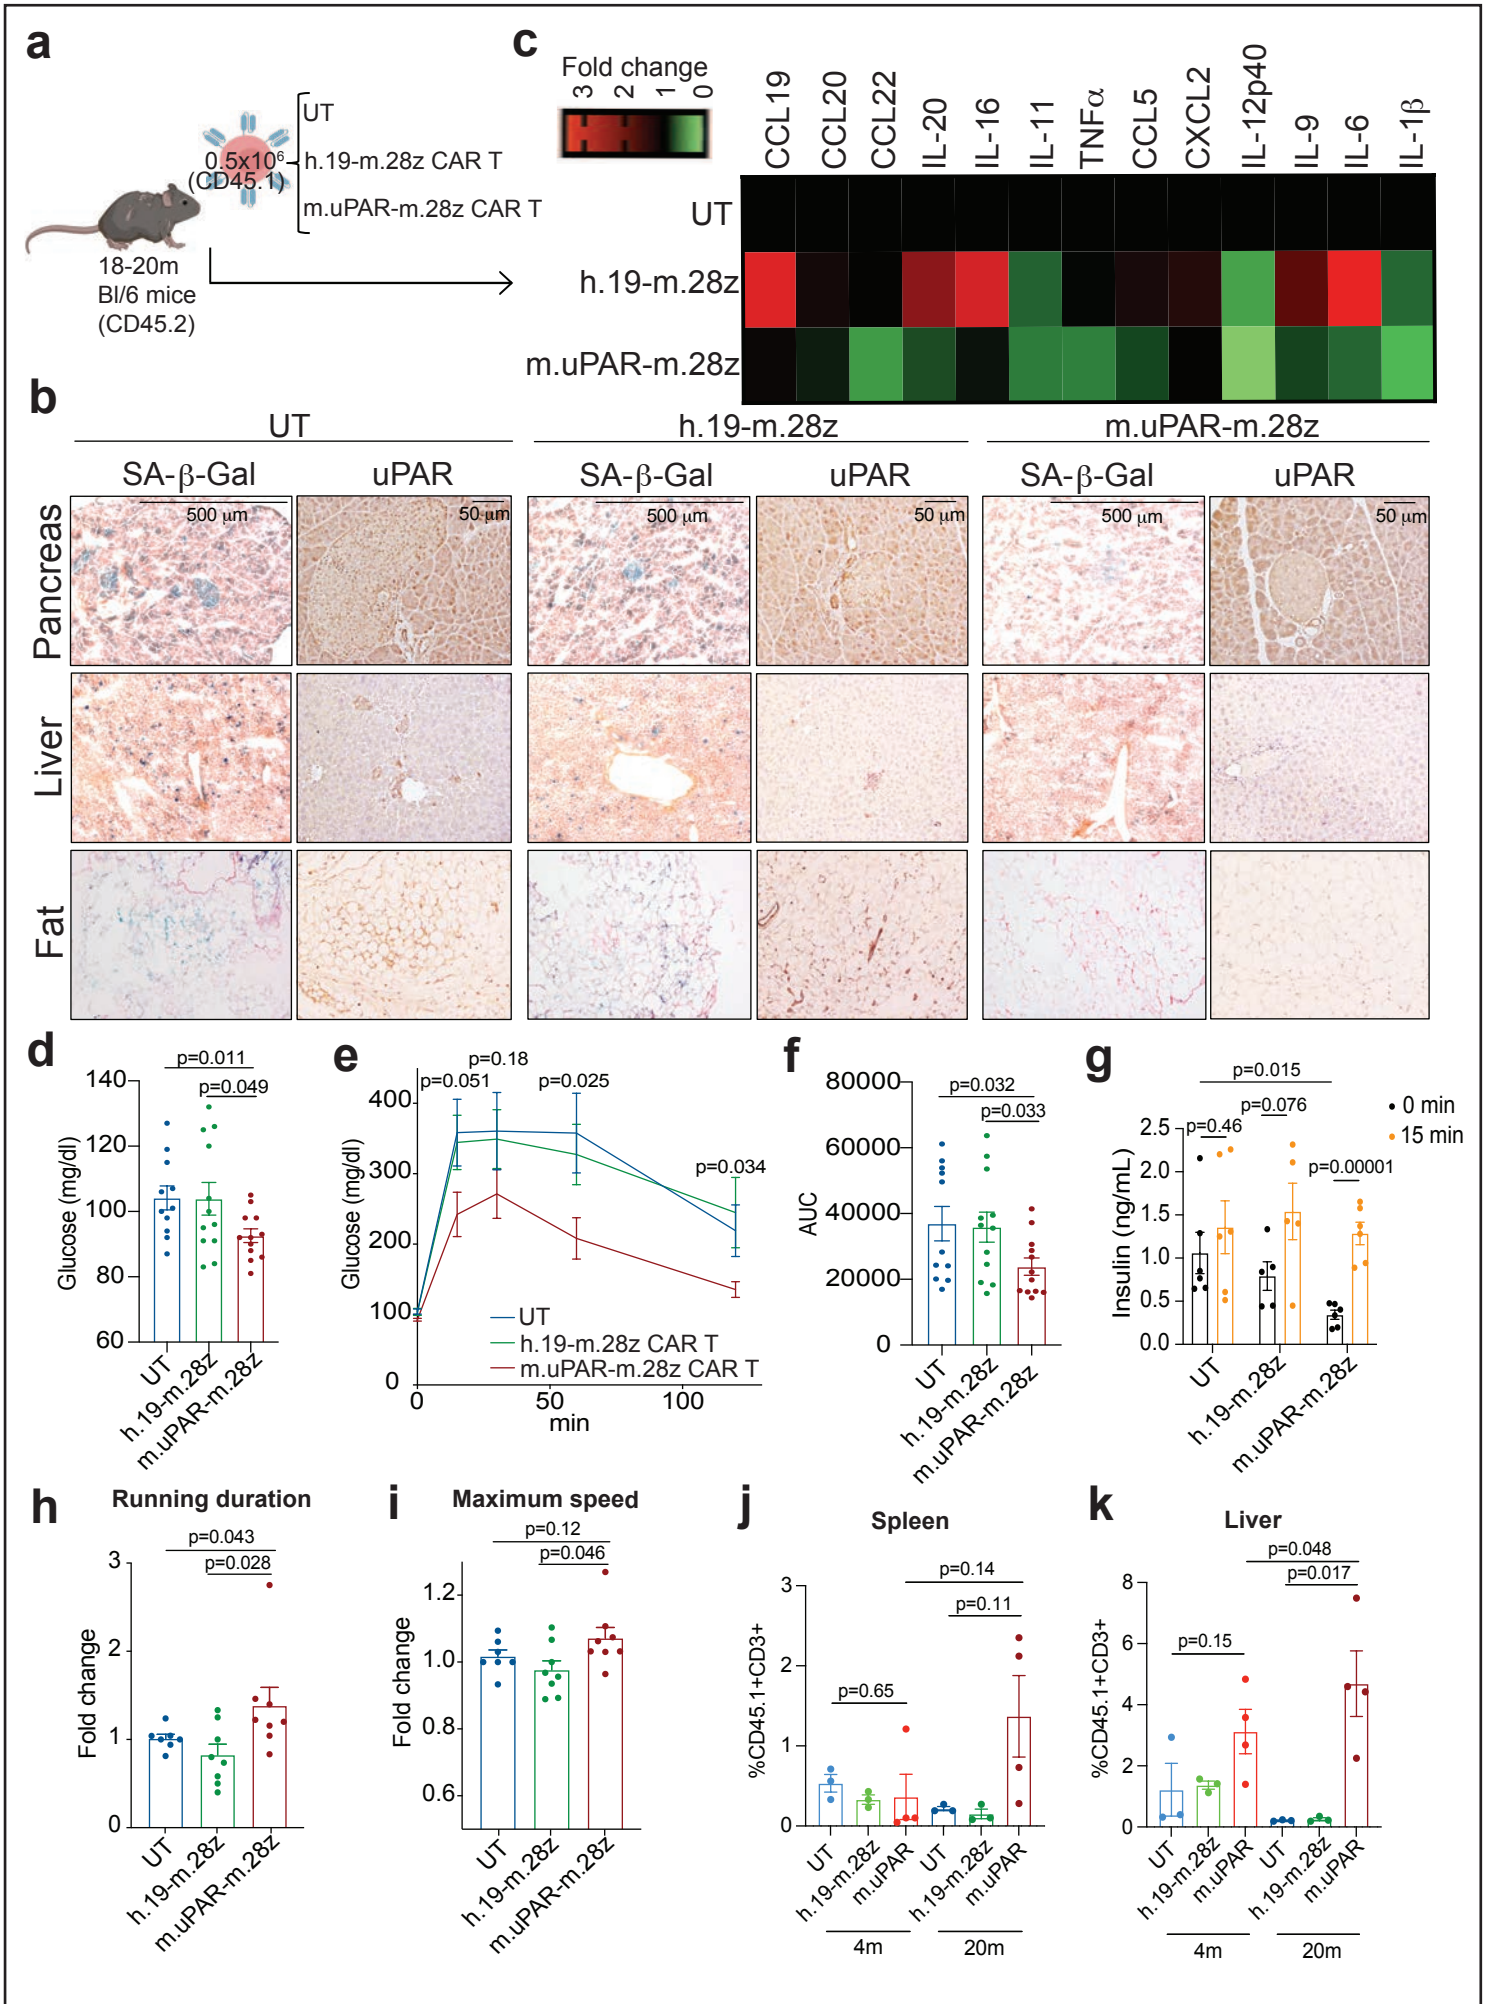 a
UT
0.5x10⁶
h.19-m.28z CAR T
(CD45.1)
m.uPAR-m.28z CAR T
18-20m
Bl/6 mice
(CD45.2)
c
Fold change
3 2 1 0
CCL19 CCL20 CCL22 IL-20 IL-16 IL-11 TNFα CCL5 CXCL2 IL-12p40 IL-9 IL-6 IL-1β
UT
h.19-m.28z
m.uPAR-m.28z
b
UT h.19-m.28z m.uPAR-m.28z
SA-β-Gal uPAR SA-β-Gal uPAR SA-β-Gal uPAR
500 µm 50 µm 500 µm 50 µm 500 µm 50 µm
Pancreas
Liver
Fat
d
p=0.011
p=0.049
Glucose (mg/dl)
140
120
100
80
60
UT h.19-m.28z m.uPAR-m.28z
e
p=0.18
p=0.051 p=0.025
p=0.034
Glucose (mg/dl)
400
300
200
100
0
UT
h.19-m.28z CAR T
m.uPAR-m.28z CAR T
0 50 100
min
f
p=0.032
p=0.033
AUC
80000
60000
40000
20000
0
UT h.19-m.28z m.uPAR-m.28z
g
p=0.015
p=0.076
p=0.46
p=0.00001
0 min
15 min
Insulin (ng/mL)
2.5
2.0
1.5
1.0
0.5
0.0
UT h.19-m.28z m.uPAR-m.28z
h
Running duration
p=0.043
p=0.028
Fold change
3
2
1
0
UT h.19-m.28z m.uPAR-m.28z
i
Maximum speed
p=0.12
p=0.046
Fold change
1.2
1.0
0.8
0.6
UT h.19-m.28z m.uPAR-m.28z
j
Spleen
p=0.14
p=0.11
p=0.65
%CD45.1+CD3+
3
2
1
0
UT h.19-m.28z m.uPAR UT h.19-m.28z m.uPAR
4m 20m
k
Liver
p=0.048
p=0.017
p=0.15
%CD45.1+CD3+
8
6
4
2
0
UT h.19-m.28z m.uPAR UT h.19-m.28z m.uPAR
4m 20m